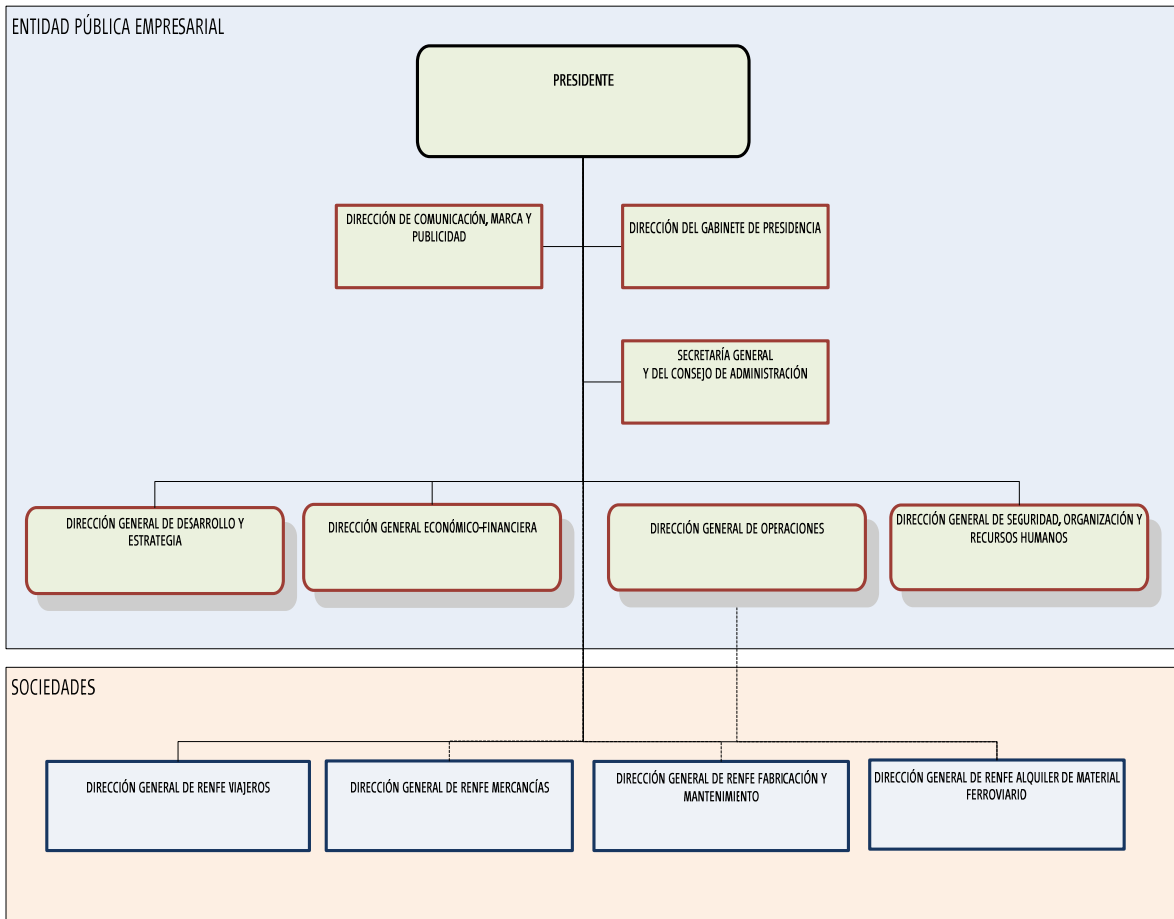 ENTIDAD PÚBLICA EMPRESARIAL
PRESIDENTE
DIRECCIÓN DE COMUNICACIÓN, MARCA Y
PUBLICIDAD
DIRECCIÓN DEL GABINETE DE PRESIDENCIA
SECRETARÍA GENERAL
Y DEL CONSEJO DE ADMINISTRACIÓN
DIRECCIÓN GENERAL DE DESARROLLO Y
ESTRATEGIA
DIRECCIÓN GENERAL ECONÓMICO-FINANCIERA
DIRECCIÓN GENERAL DE OPERACIONES
DIRECCIÓN GENERAL DE SEGURIDAD, ORGANIZACIÓN Y
RECURSOS HUMANOS
SOCIEDADES
DIRECCIÓN GENERAL DE RENFE VIAJEROS
DIRECCIÓN GENERAL DE RENFE MERCANCÍAS
DIRECCIÓN GENERAL DE RENFE FABRICACIÓN Y
MANTENIMIENTO
DIRECCIÓN GENERAL DE RENFE ALQUILER DE MATERIAL
FERROVIARIO